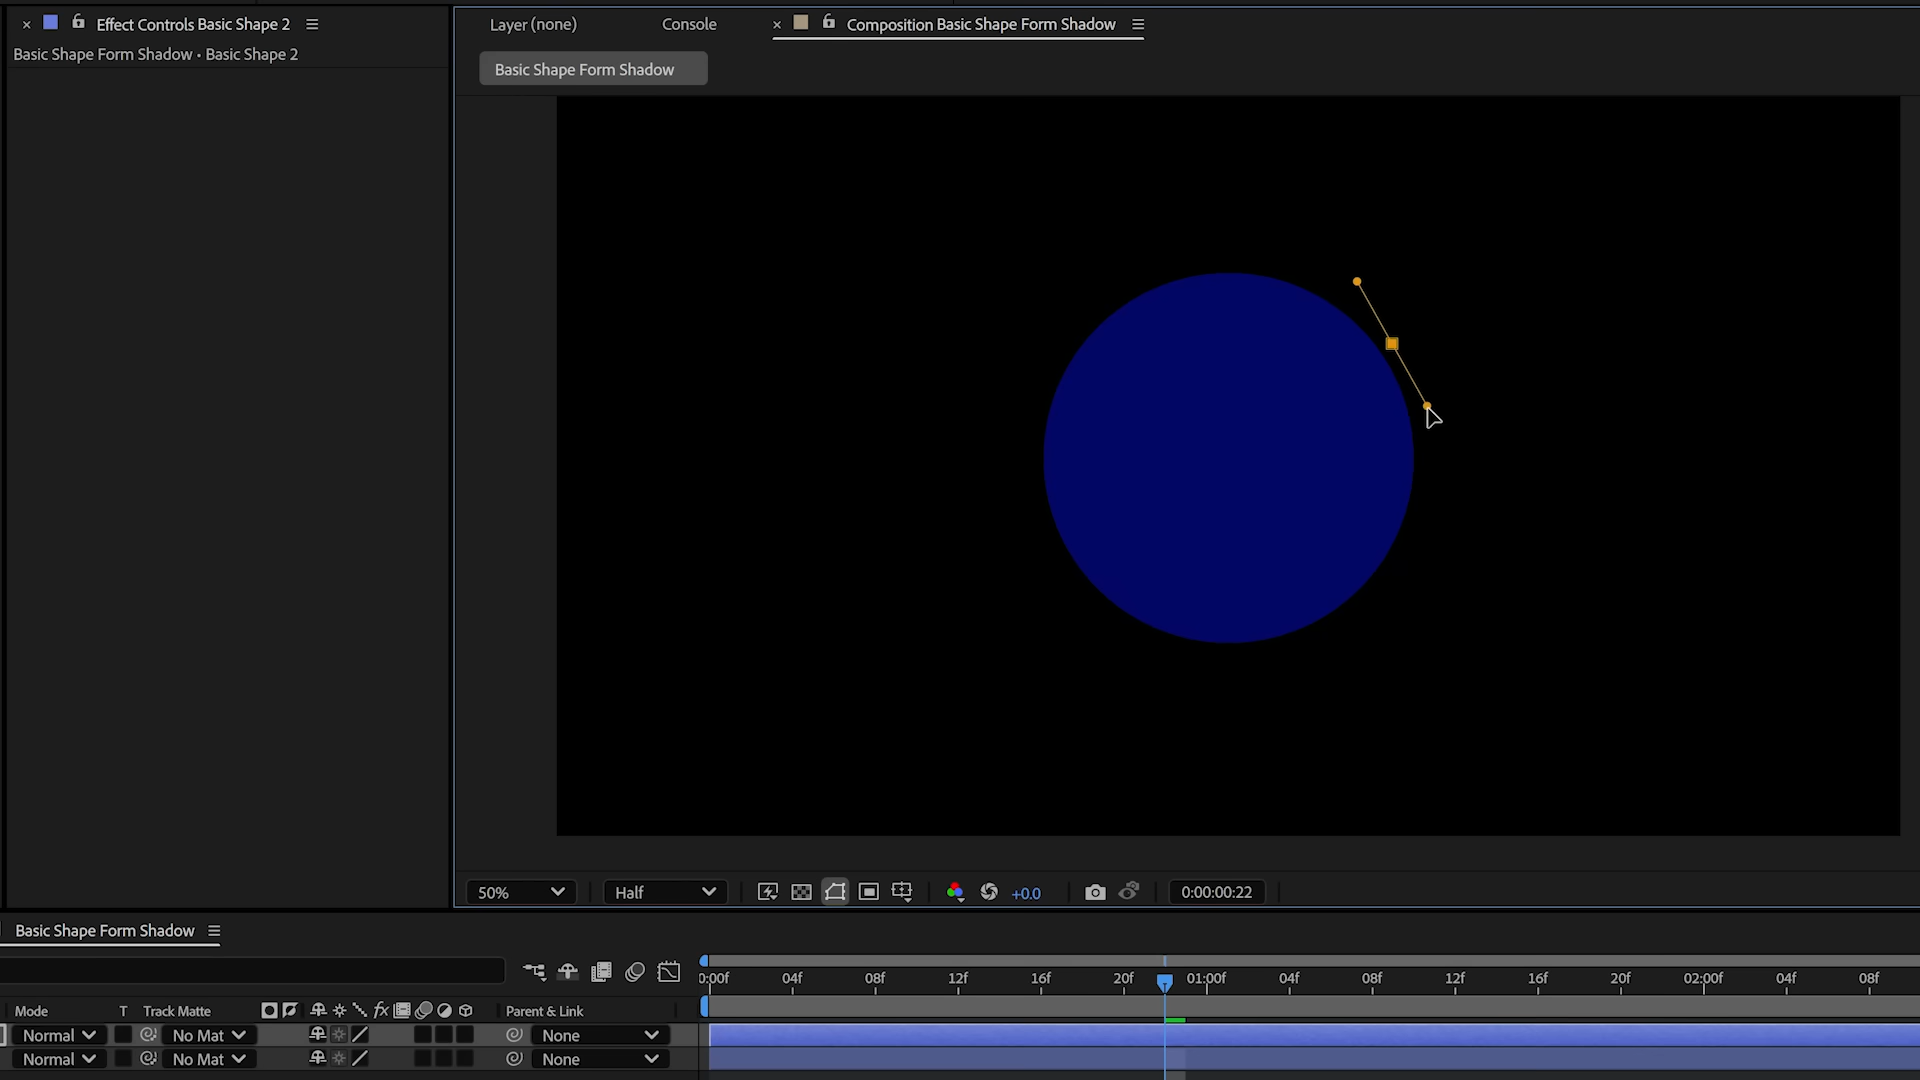 Effect Controls Basic Shape 2
Basic Shape Form Shadow • Basic Shape 2
Layer (none)
Console
Composition Basic Shape Form Shadow
Basic Shape Form Shadow
50%
Half
+0.0
0:00:00:22
Basic Shape Form Shadow
0:00f 04f 08f 12f 16f 20f 01:00f 04f 08f 12f 16f 20f 02:00f 04f 08f
Mode T Track Matte fx Parent & Link
Normal No Mat None
Normal No Mat None